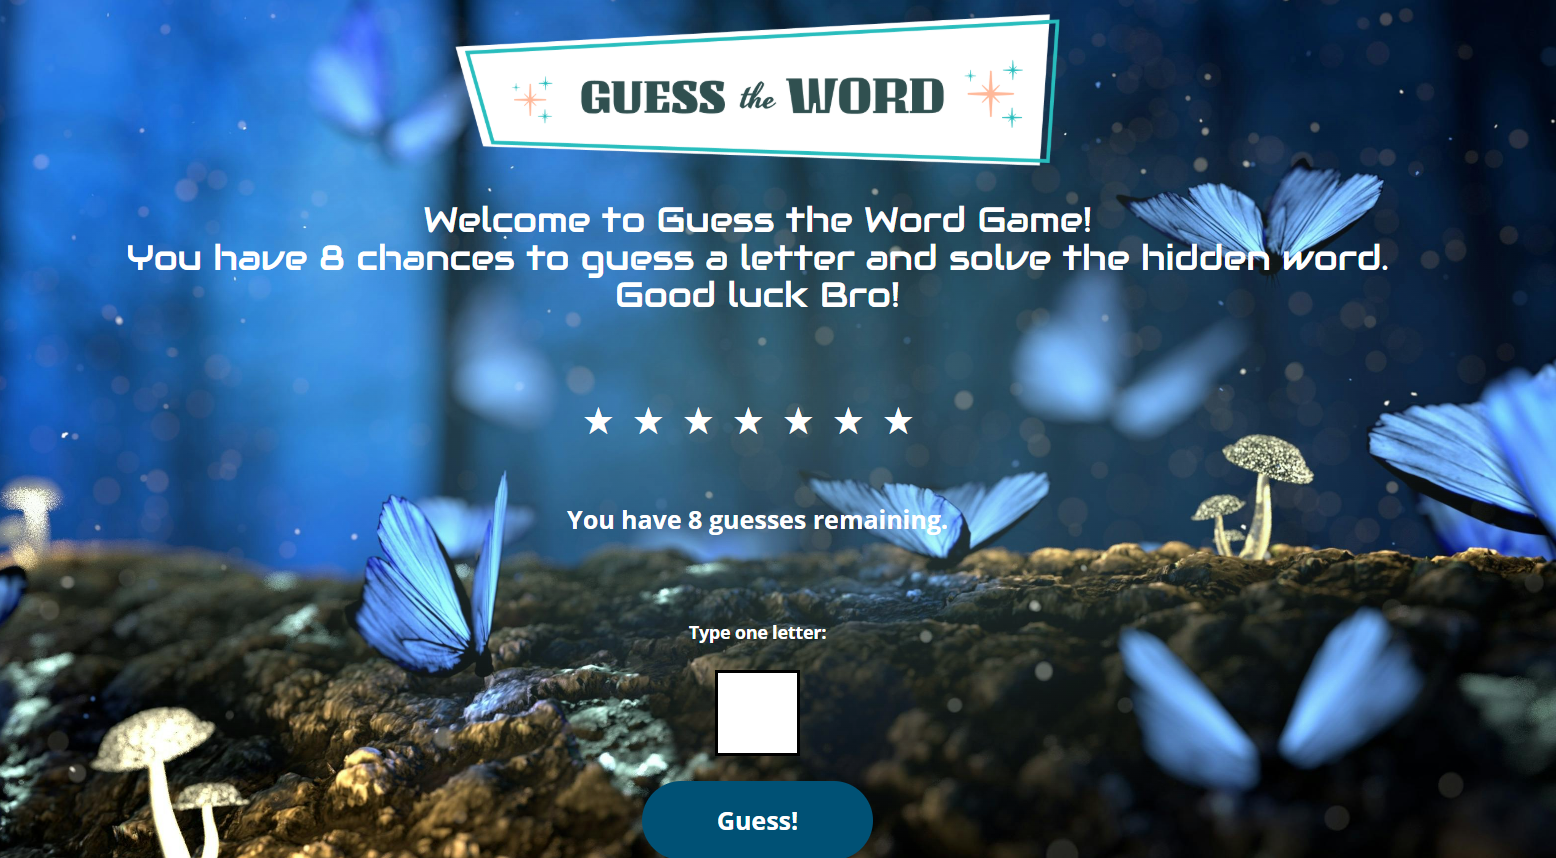 GUESS the WORD
Welcome to Guess the Word Game!
You have 8 chances to guess a letter and solve the hidden word.
Good luck Bro!
★ ★ ★ ★ ★ ★ ★
You have 8 guesses remaining.
Type one letter:
Guess!